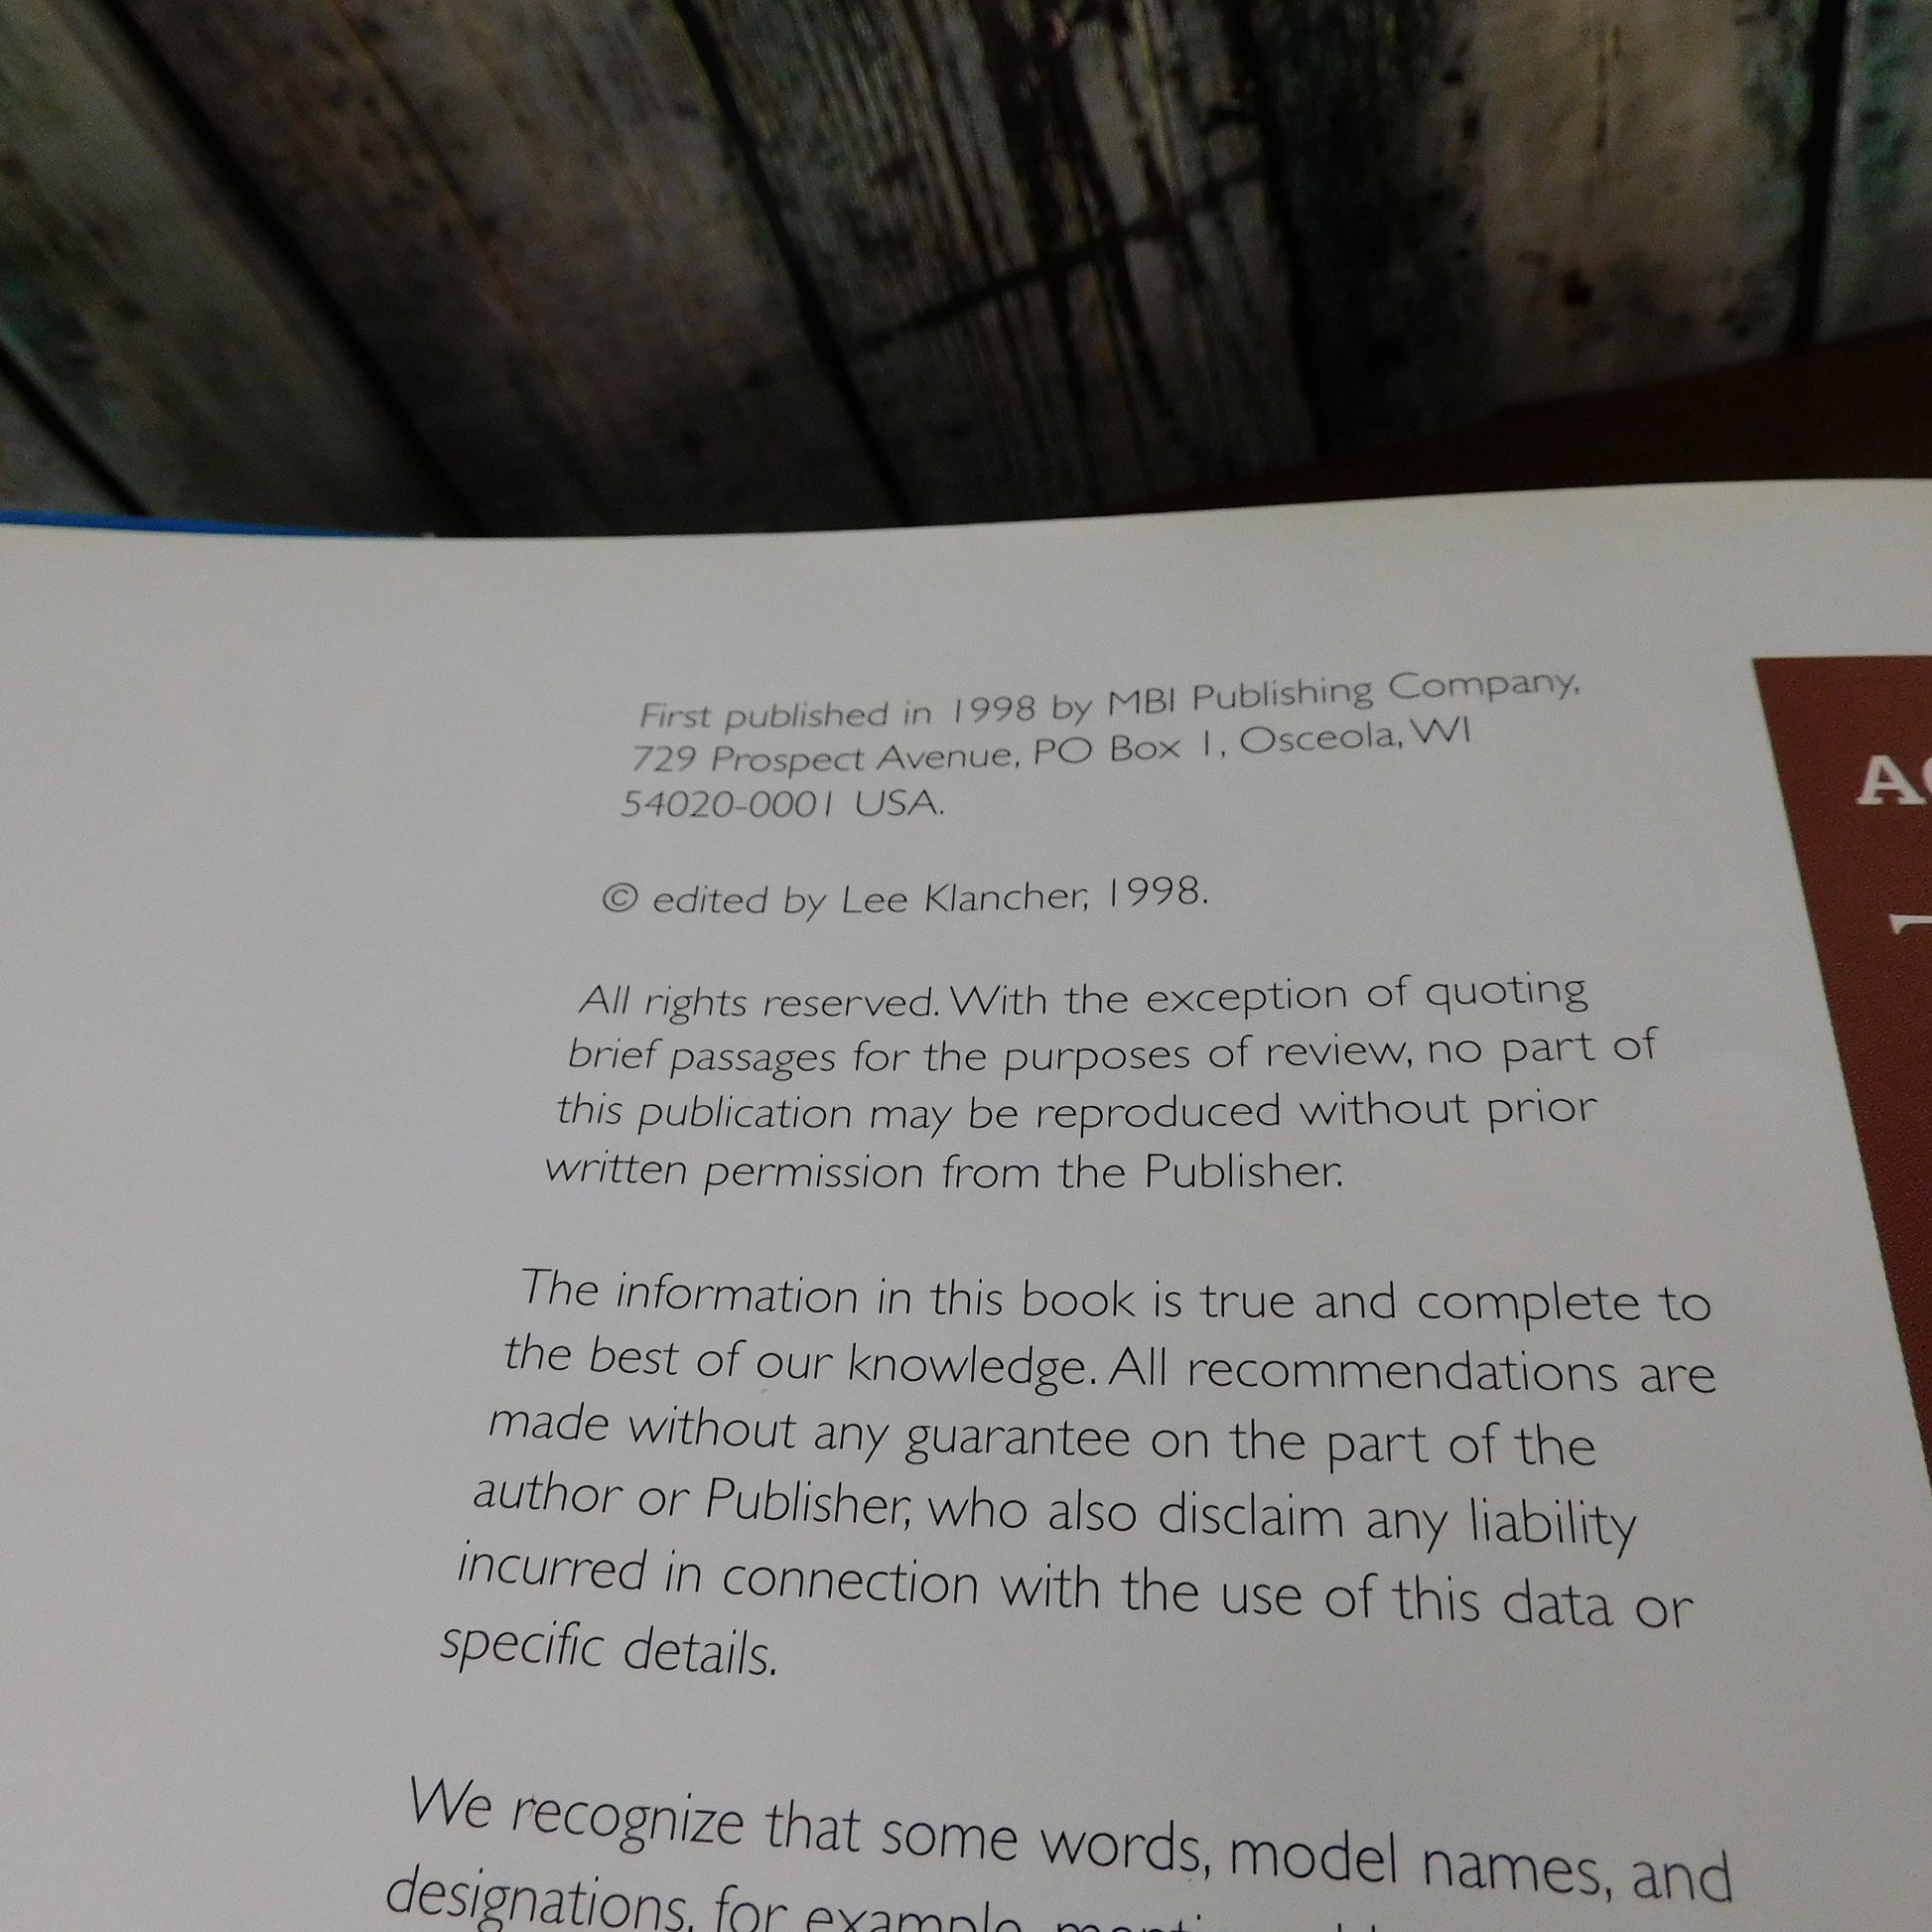 First published in 1998 by MBI Publishing Company,
729 Prospect Avenue, PO Box 1, Osceola, WI
54020-0001 USA.
© edited by Lee Klancher, 1998.
All rights reserved. With the exception of quoting
brief passages for the purposes of review, no part of
this publication may be reproduced without prior
written permission from the Publisher.
The information in this book is true and complete to
the best of our knowledge. All recommendations are
made without any guarantee on the part of the
author or Publisher, who also disclaim any liability
incurred in connection with the use of this data or
specific details.
We recognize that some words, model names, and
designations, for example,